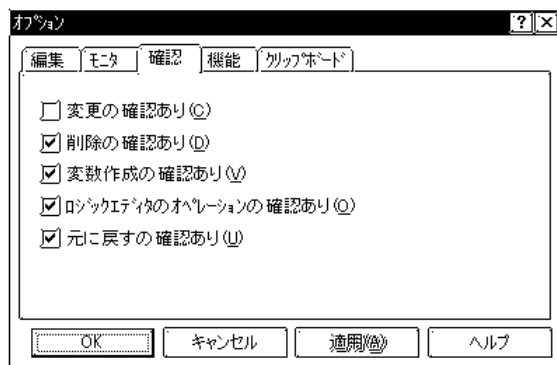 ｵﾌﾟｼｮﾝ
編集 ﾓﾆﾀ 確認 機能 ｸﾘｯﾌﾟﾎﾞｰﾄﾞ
変更の確認あり(C)
削除の確認あり(D)
変数作成の確認あり(V)
ﾛｼﾞｯｸｴﾃﾞｨﾀのｵﾍﾟﾚｰｼｮﾝの確認あり(O)
元に戻すの確認あり(U)
OK キャンセル 適用(A) ヘルプ